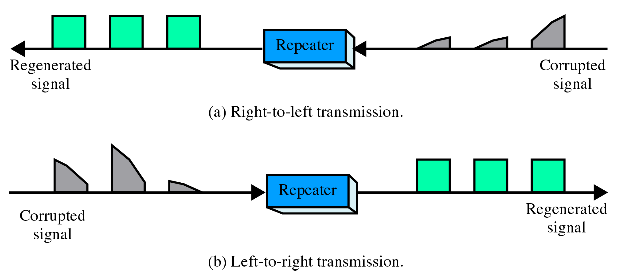 Repeater
Regenerated
signal
Corrupted
signal
(a) Right-to-left transmission.
Repeater
Corrupted
signal
Regenerated
signal
(b) Left-to-right transmission.